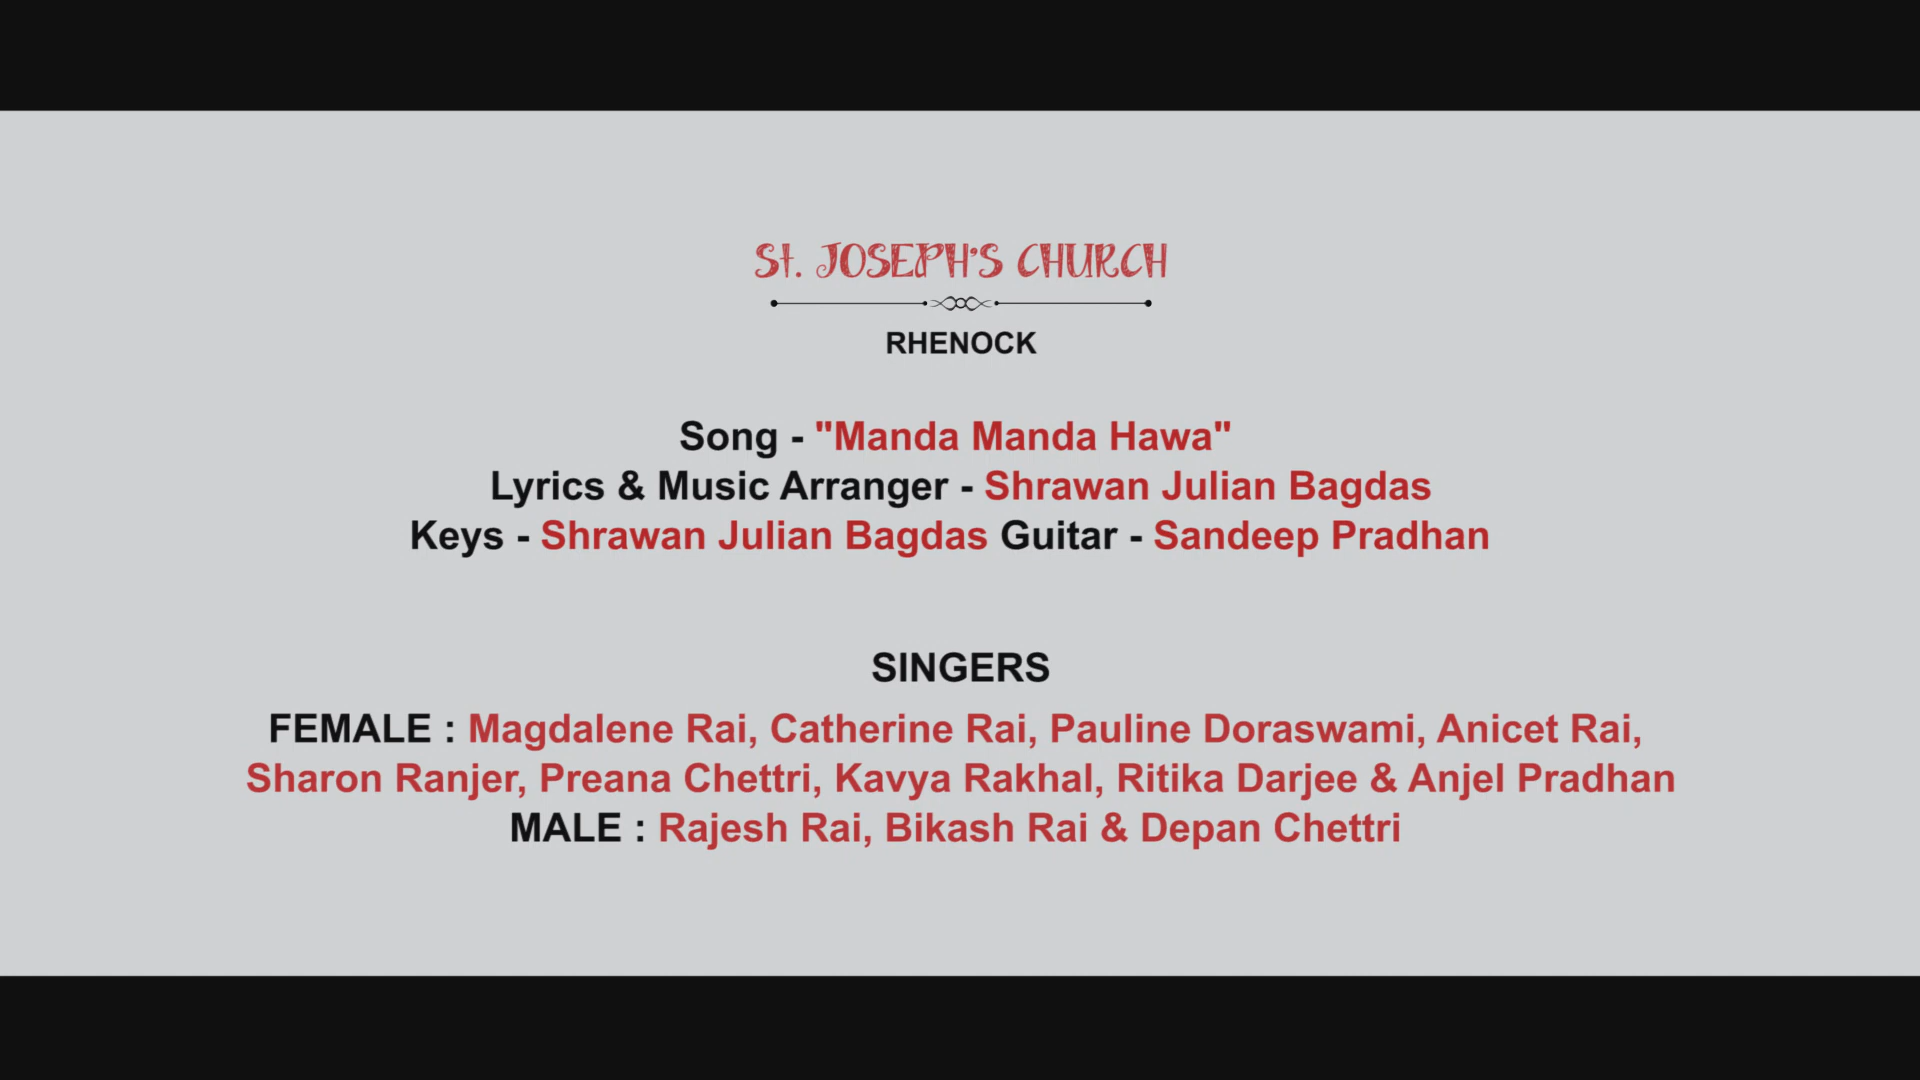 St. JOSEPH'S CHURCH
RHENOCK
Song - "Manda Manda Hawa"
Lyrics & Music Arranger - Shrawan Julian Bagdas
Keys - Shrawan Julian Bagdas Guitar - Sandeep Pradhan
SINGERS
FEMALE : Magdalene Rai, Catherine Rai, Pauline Doraswami, Anicet Rai,
Sharon Ranjer, Preana Chettri, Kavya Rakhal, Ritika Darjee & Anjel Pradhan
MALE : Rajesh Rai, Bikash Rai & Depan Chettri